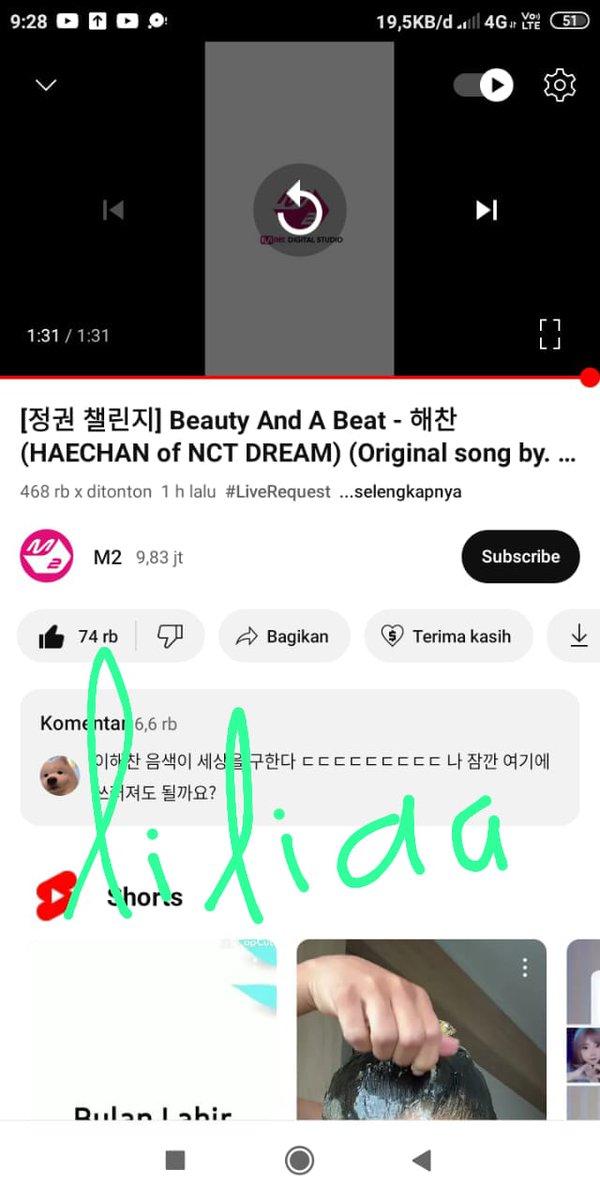 9:28 19,5KB/d 4G Vo) LTE 51
M2
DIGITAL STUDIO
1:31 / 1:31
[정권 챌린지] Beauty And A Beat - 해찬
(HAECHAN of NCT DREAM) (Original song by. ...
468 rb x ditonton 1 h lalu #LiveRequest ...selengkapnya
M2 M2 9,83 jt Subscribe
74 rb Bagikan Terima kasih
Komentar 6,6 rb
이해찬 음색이 세상을 구한다 ㄷㄷㄷㄷㄷㄷㄷㄷㄷ 나 잠깐 여기에
쓰러져도 될까요?
lilida a
Shorts
Bulan Lahir